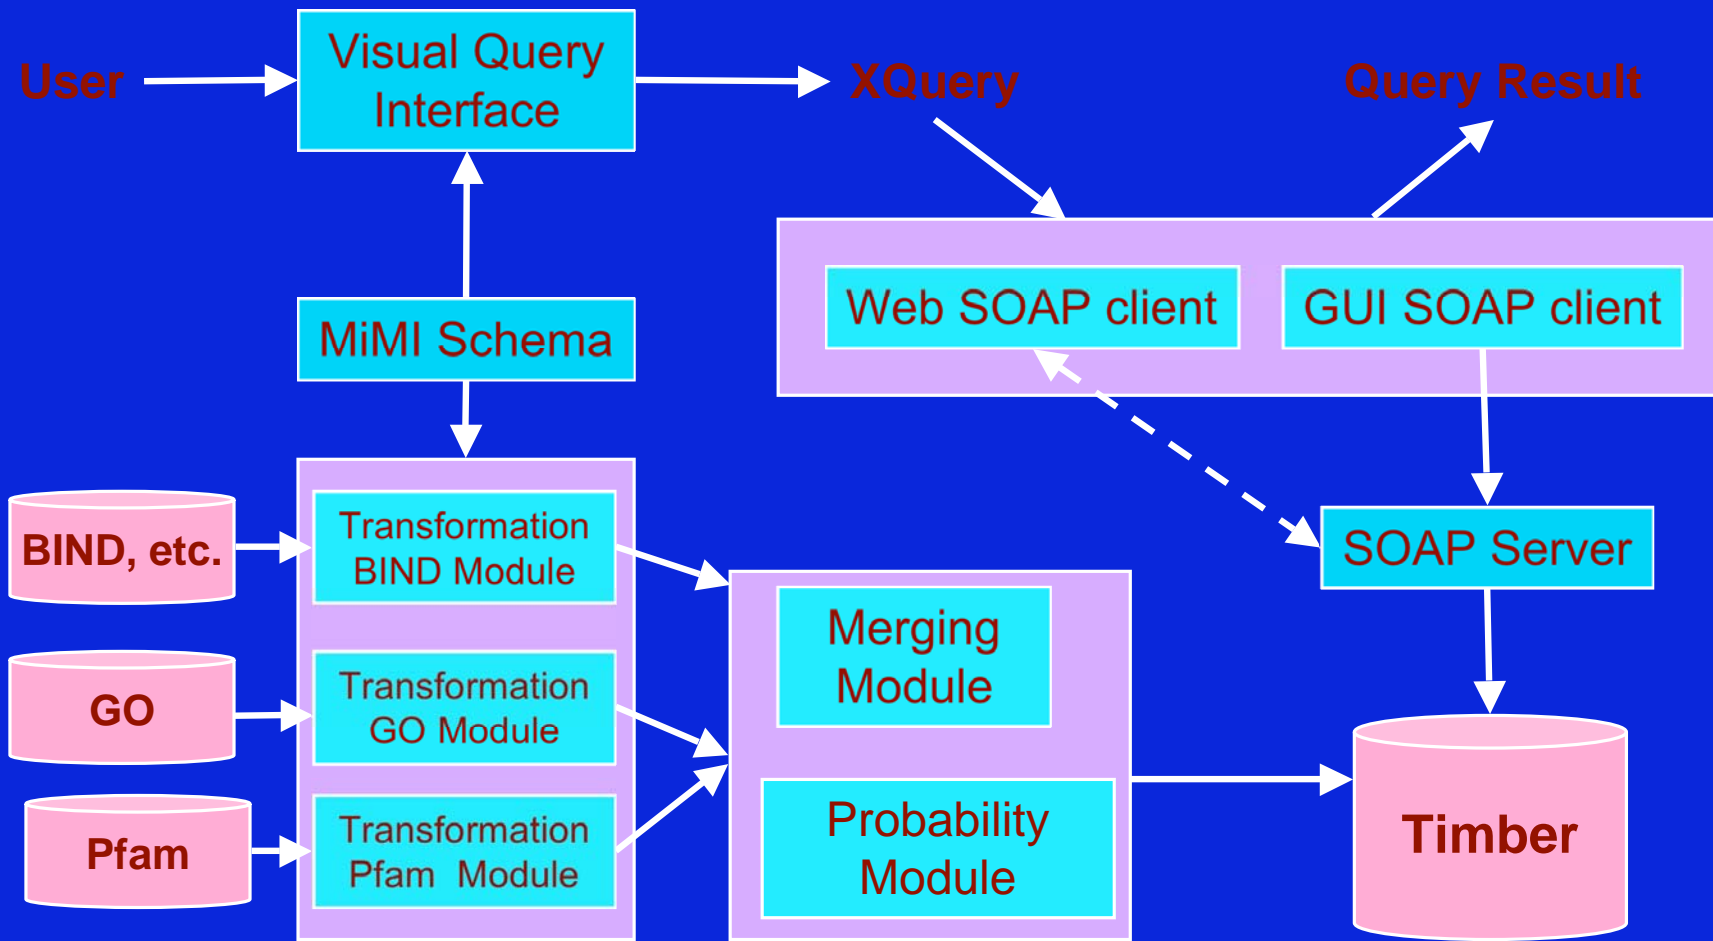 User
Visual Query
Interface
XQuery
Query Result
Web SOAP client
GUI SOAP client
MiMI Schema
BIND, etc.
Transformation
BIND Module
SOAP Server
Merging
Module
GO
Transformation
GO Module
Pfam
Transformation
Pfam  Module
Probability
Module
Timber